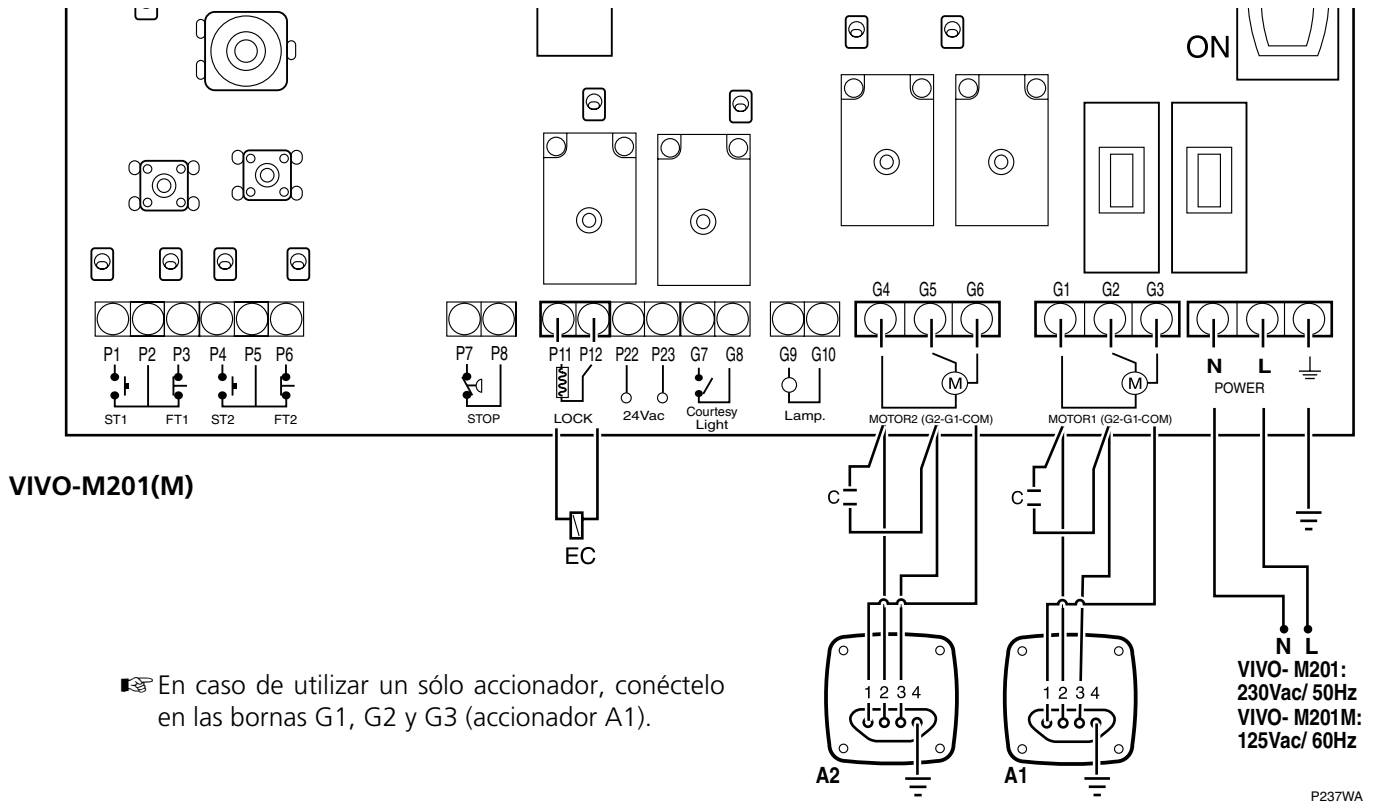 ON
G4 G5 G6 G1 G2 G3
P1 P2 P3 P4 P5 P6 P7 P8 P11 P12 P22 P23 G7 G8 G9 G10
N L
POWER
M M
ST1 FT1 ST2 FT2 STOP LOCK 24Vac Courtesy Light Lamp. MOTOR2 (G2-G1-COM) MOTOR1 (G2-G1-COM)
VIVO-M201(M)
C C
EC
N L
VIVO- M201:
230Vac/ 50Hz
VIVO- M201M:
125Vac/ 60Hz
☞ En caso de utilizar un sólo accionador, conéctelo
en las bornas G1, G2 y G3 (accionador A1).
1 2 3 4 1 2 3 4
A2 A1
P237WA